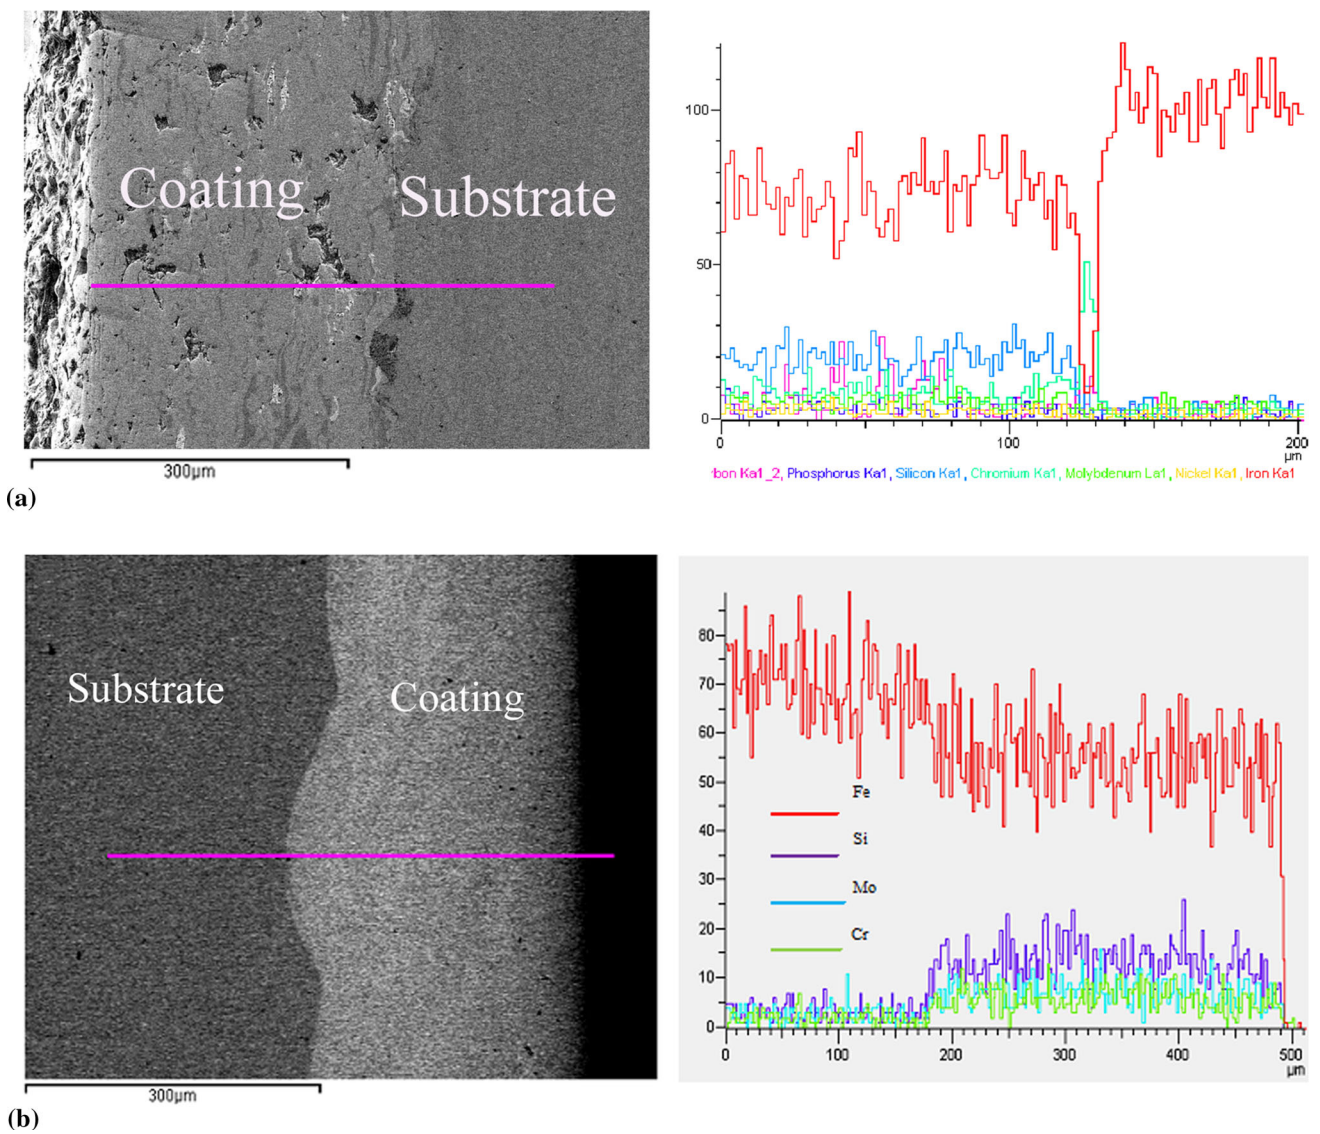 Coating
Substrate
300µm
100
50
0
0
100
200
µm
rbon Ka1_2, Phosphorus Ka1, Silicon Ka1, Chromium Ka1, Molybdenum La1, Nickel Ka1, Iron Ka1
(a)
Substrate
Coating
300µm
80
70
60
50
40
30
20
10
0
Fe
Si
Mo
Cr
0
100
200
300
400
500
µm
(b)